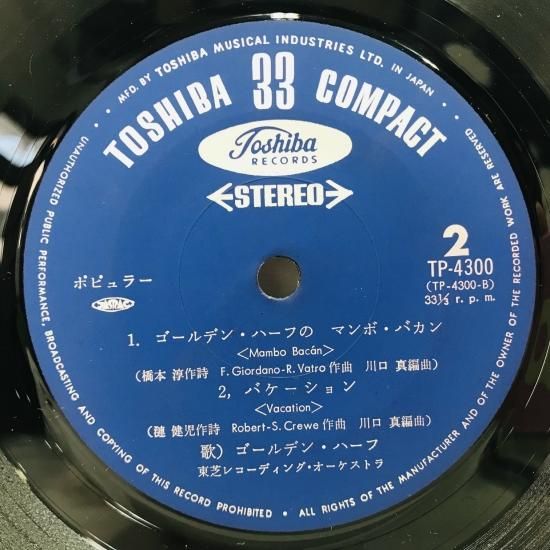 MFD. BY TOSHIBA MUSICAL INDUSTRIES LTD. IN JAPAN
TOSHIBA 33 COMPACT
Toshiba
RECORDS
STEREO
2
TP-4300
(TP-4300-B)
33⅓ r. p. m.
ポピュラー
JASRAC
1. ゴールデン・ハーフの マンボ・バカン
<Mambo Bacán>
(橋本 淳作詩 F. Giordano-R. Vatro 作曲 川口 真編曲)
2, バケーション
<Vacation>
(漣 健児作詩 Robert-S. Crewe 作曲 川口 真編曲)
歌) ゴールデン・ハーフ
東芝レコーディング・オーケストラ
UNAUTHORIZED PUBLIC PERFORMANCE, BROADCASTING AND COPYING OF THIS RECORD PROHIBITED • ALL RIGHTS OF THE MANUFACTURER AND OF THE OWNER OF THE RECORDED WORK ARE RESERVED